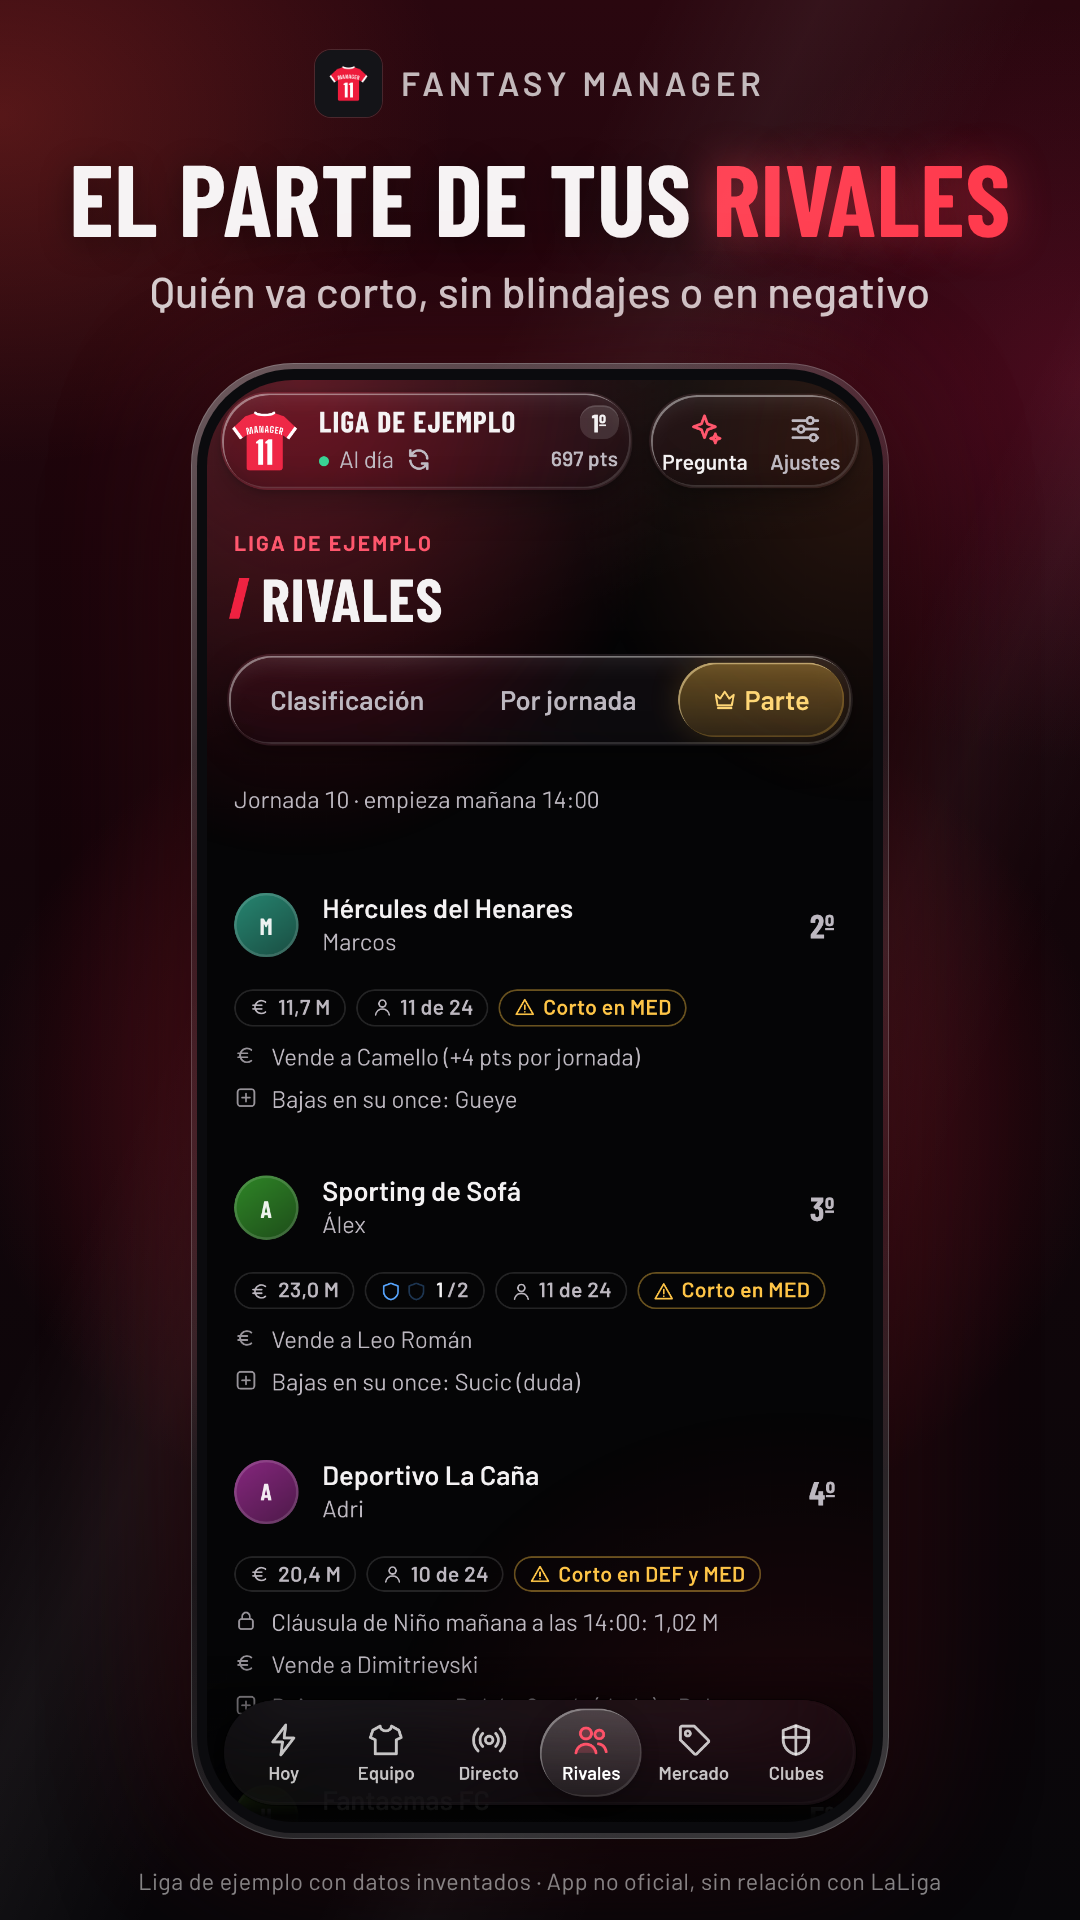 MANAGER
11
FANTASY MANAGER
EL PARTE DE TUS RIVALES
Quién va corto, sin blindajes o en negativo
MANAGER
11
LIGA DE EJEMPLO
1º
Al día
697 pts
Pregunta
Ajustes
LIGA DE EJEMPLO
/ RIVALES
Clasificación
Por jornada
Parte
Jornada 10 · empieza mañana 14:00
M
Hércules del Henares
Marcos
2º
€ 11,7 M
11 de 24
Corto en MED
€ Vende a Camello (+4 pts por jornada)
Bajas en su once: Gueye
A
Sporting de Sofá
Álex
3º
€ 23,0 M
1/2
11 de 24
Corto en MED
€ Vende a Leo Román
Bajas en su once: Sucic (duda)
A
Deportivo La Caña
Adri
4º
€ 20,4 M
10 de 24
Corto en DEF y MED
Cláusula de Niño mañana a las 14:00: 1,02 M
€ Vende a Dimitrievski
Hoy
Equipo
Directo
Rivales
Mercado
Clubes
Fantasmas FC
Liga de ejemplo con datos inventados · App no oficial, sin relación con LaLiga